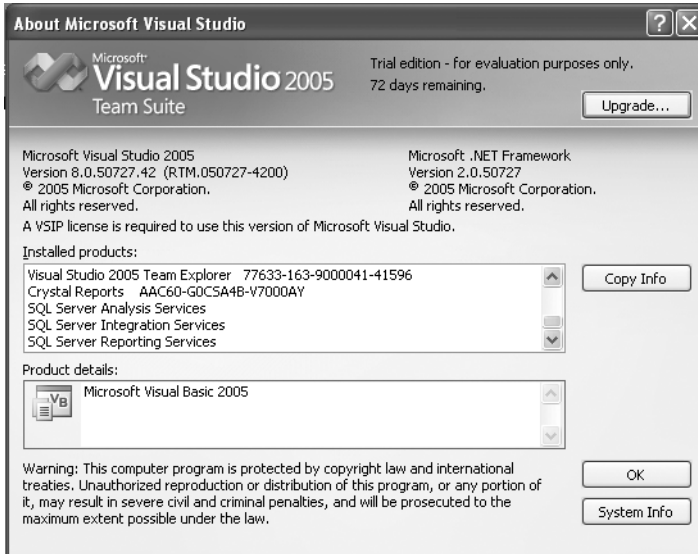 About Microsoft Visual Studio
Microsoft
Visual Studio 2005
Team Suite
Trial edition - for evaluation purposes only.
72 days remaining.
Upgrade...
Microsoft Visual Studio 2005
Version 8.0.50727.42 (RTM.050727-4200)
© 2005 Microsoft Corporation.
All rights reserved.
Microsoft .NET Framework
Version 2.0.50727
© 2005 Microsoft Corporation.
All rights reserved.
A VSIP license is required to use this version of Microsoft Visual Studio.
Installed products:
Visual Studio 2005 Team Explorer 77633-163-9000041-41596
Crystal Reports AAC60-G0CSA4B-V7000AY
SQL Server Analysis Services
SQL Server Integration Services
SQL Server Reporting Services
Copy Info
Product details:
VB
Microsoft Visual Basic 2005
Warning: This computer program is protected by copyright law and international
treaties. Unauthorized reproduction or distribution of this program, or any portion of
it, may result in severe civil and criminal penalties, and will be prosecuted to the
maximum extent possible under the law.
OK
System Info